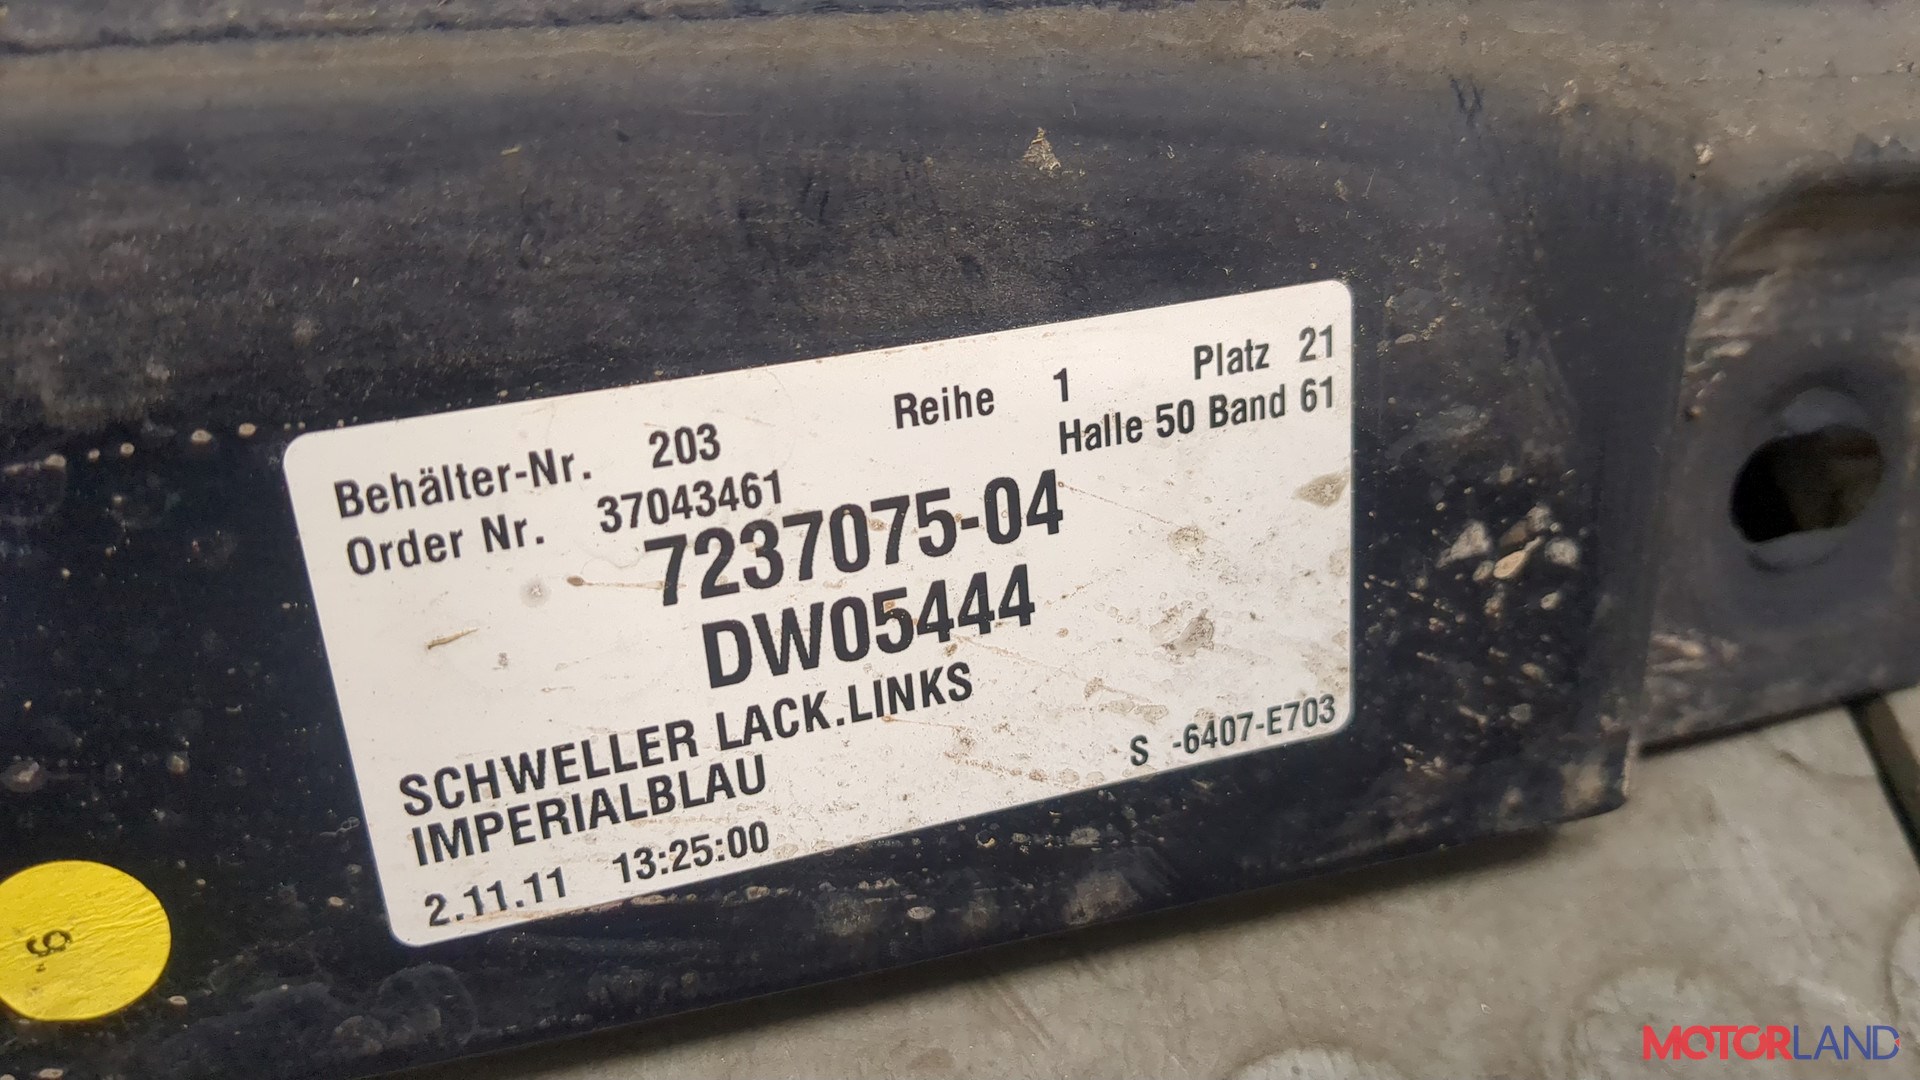 Behälter-Nr. 203 Reihe 1 Platz 21
Order Nr. 37043461 Halle 50 Band 61
7237075-04
DW05444
SCHWELLER LACK.LINKS
IMPERIALBLAU
S -6407-E703
2.11.11 13:25:00
MOTORLAND